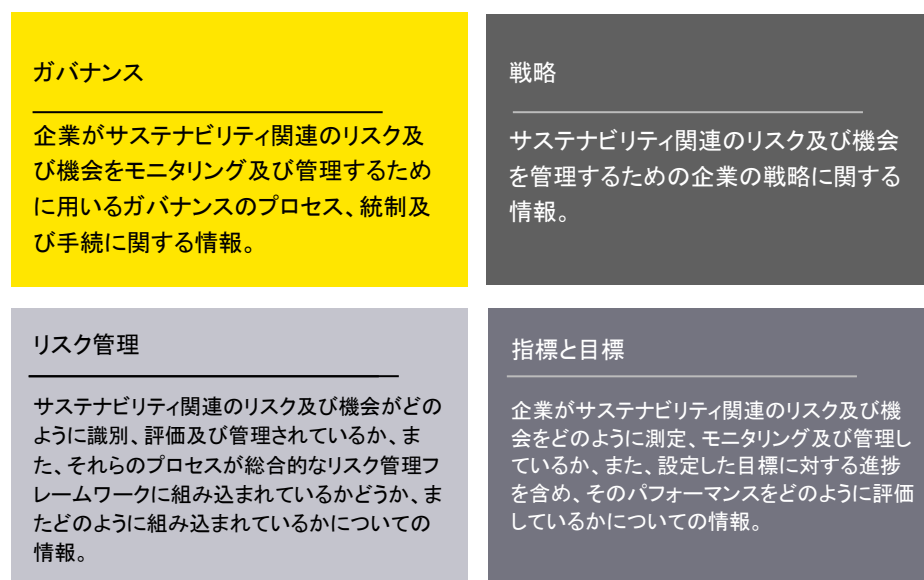 ガバナンス
企業がサステナビリティ関連のリスク及
び機会をモニタリング及び管理するため
に用いるガバナンスのプロセス、統制及
び手続に関する情報。
戦略
サステナビリティ関連のリスク及び機会
を管理するための企業の戦略に関する
情報。
リスク管理
サステナビリティ関連のリスク及び機会がどの
ように識別、評価及び管理されているか、ま
た、それらのプロセスが総合的なリスク管理フ
レームワークに組み込まれているかどうか、ま
たどのように組み込まれているかについての
情報。
指標と目標
企業がサステナビリティ関連のリスク及び機
会をどのように測定、モニタリング及び管理し
ているか、また、設定した目標に対する進捗
を含め、そのパフォーマンスをどのように評価
しているかについての情報。